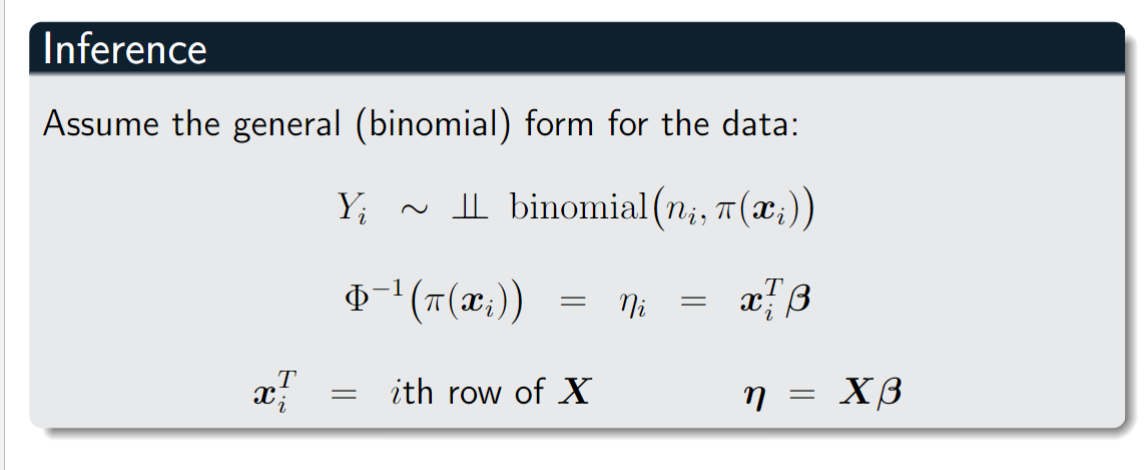 Inference
Assume the general (binomial) form for the data:
Yᵢ ∼ ⫫ binomial(nᵢ, π(𝒙ᵢ))
Φ⁻¹(π(𝒙ᵢ)) = ηᵢ = 𝒙ᵢᵀ𝜷
𝒙ᵢᵀ = ith row of 𝑿 𝜼 = 𝑿𝜷